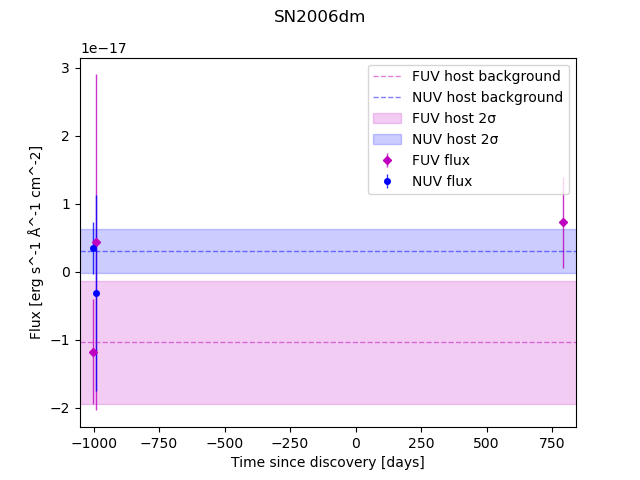 SN2006dm
1e−17
3
2
1
0
−1
−2
Flux [erg s^-1 Å^-1 cm^-2]
FUV host background
NUV host background
FUV host 2σ
NUV host 2σ
FUV flux
NUV flux
−1000 −750 −500 −250 0 250 500 750
Time since discovery [days]